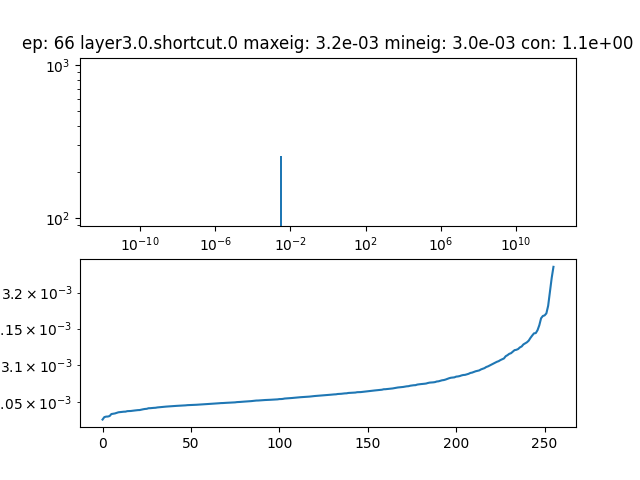 ep: 66 layer3.0.shortcut.0 maxeig: 3.2e-03 mineig: 3.0e-03 con: 1.1e+00
10³
10²
10⁻¹⁰ 10⁻⁶ 10⁻² 10² 10⁶ 10¹⁰
3.2 × 10⁻³
.15 × 10⁻³
3.1 × 10⁻³
.05 × 10⁻³
0 50 100 150 200 250